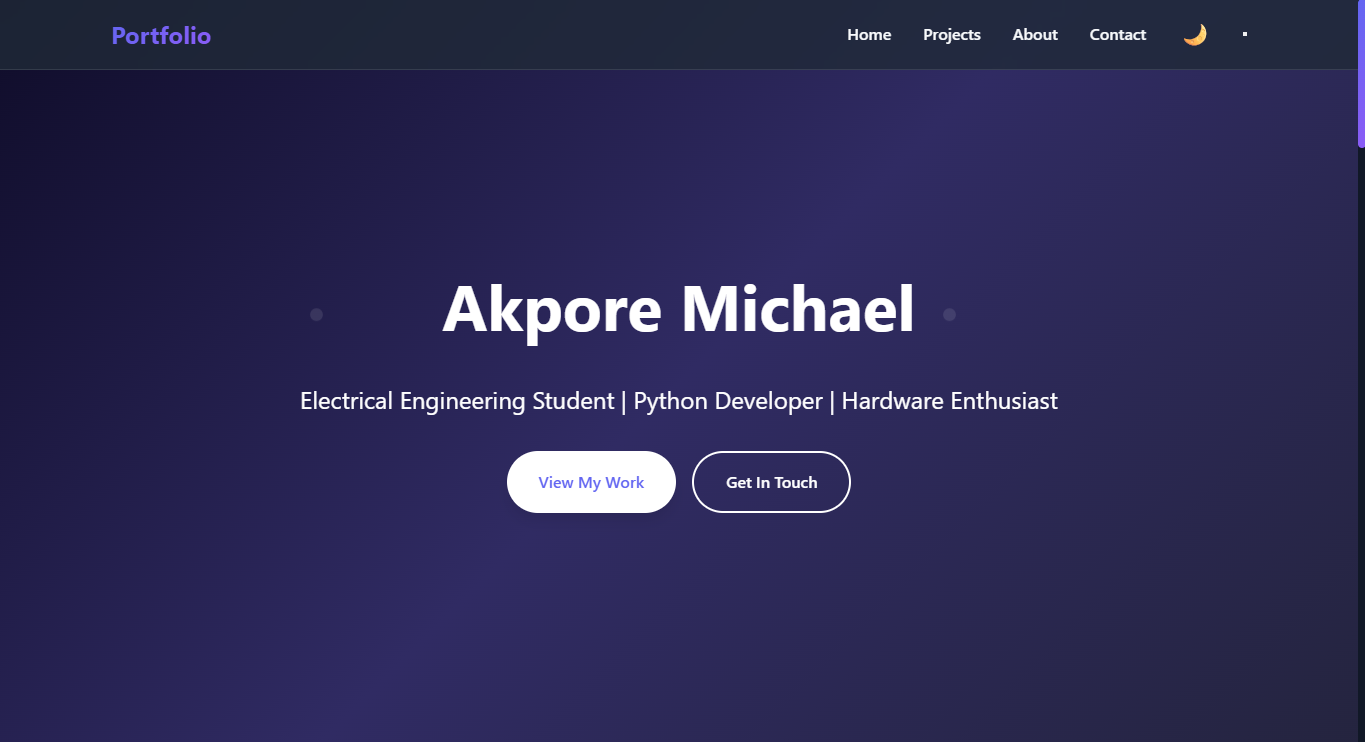 Portfolio
Home Projects About Contact
Akpore Michael
Electrical Engineering Student | Python Developer | Hardware Enthusiast
View My Work Get In Touch